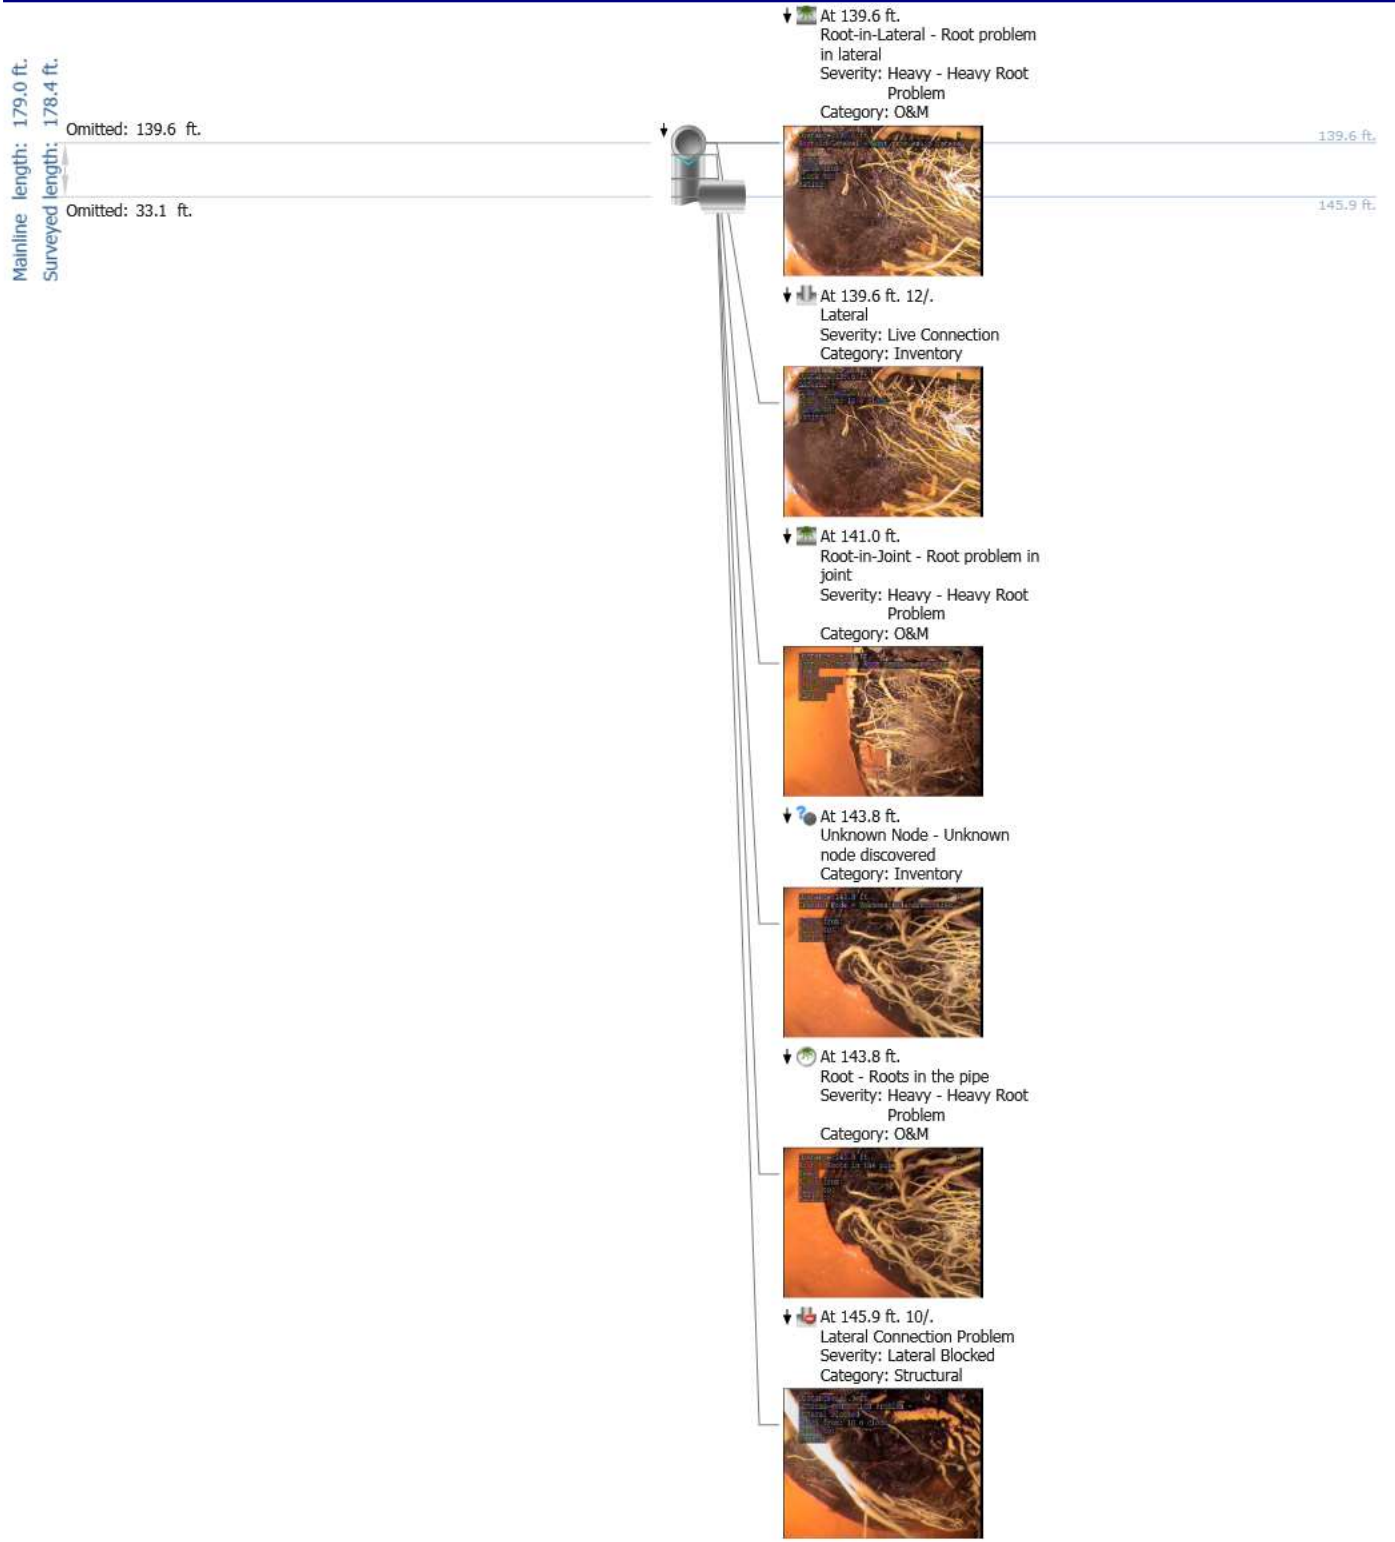 Mainline length: 179.0 ft.
Surveyed length: 178.4 ft.
Omitted: 139.6 ft.
Omitted: 33.1 ft.
139.6 ft.
145.9 ft.
At 139.6 ft.
Root-in-Lateral - Root problem
in lateral
Severity: Heavy - Heavy Root
Problem
Category: O&M
At 139.6 ft. 12/.
Lateral
Severity: Live Connection
Category: Inventory
At 141.0 ft.
Root-in-Joint - Root problem in
joint
Severity: Heavy - Heavy Root
Problem
Category: O&M
At 143.8 ft.
Unknown Node - Unknown
node discovered
Category: Inventory
At 143.8 ft.
Root - Roots in the pipe
Severity: Heavy - Heavy Root
Problem
Category: O&M
At 145.9 ft. 10/.
Lateral Connection Problem
Severity: Lateral Blocked
Category: Structural